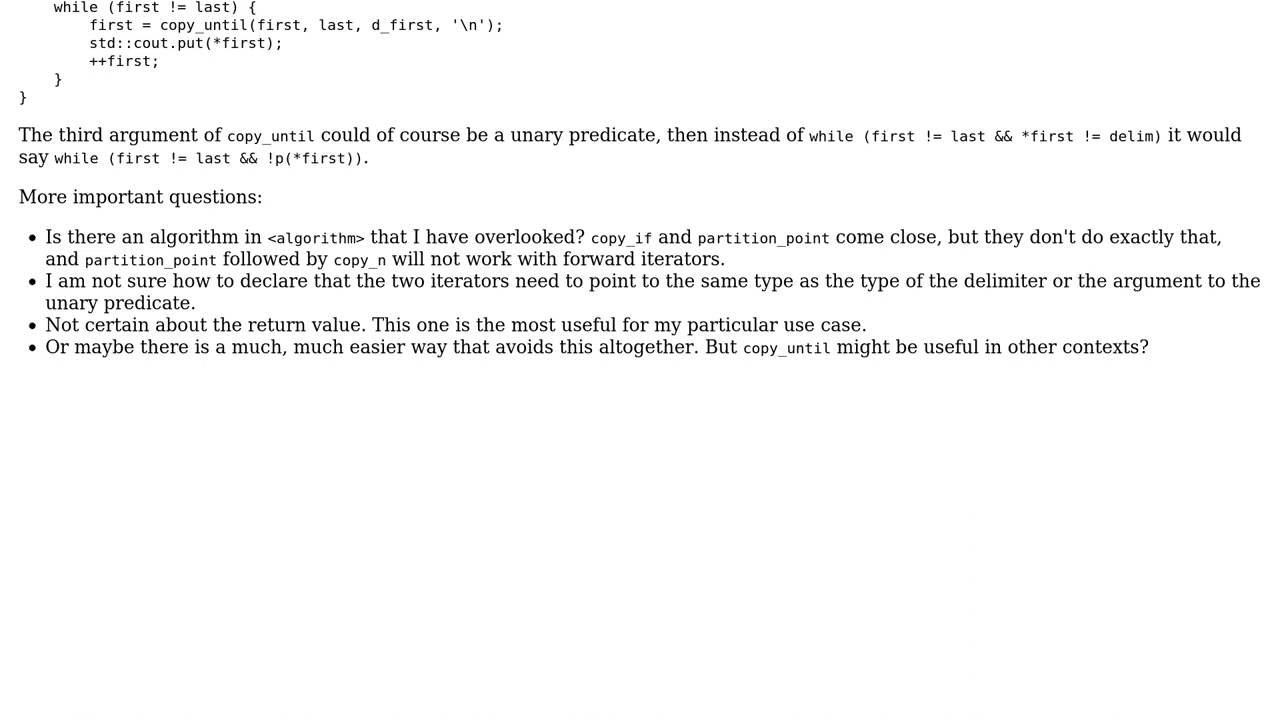 while (first != last) {
first = copy_until(first, last, d_first, '\n');
std::cout.put(*first);
++first;
}
}
The third argument of copy_until could of course be a unary predicate, then instead of while (first != last && *first != delim) it would
say while (first != last && !p(*first)).
More important questions:
• Is there an algorithm in <algorithm> that I have overlooked? copy_if and partition_point come close, but they don't do exactly that,
and partition_point followed by copy_n will not work with forward iterators.
• I am not sure how to declare that the two iterators need to point to the same type as the type of the delimiter or the argument to the
unary predicate.
• Not certain about the return value. This one is the most useful for my particular use case.
• Or maybe there is a much, much easier way that avoids this altogether. But copy_until might be useful in other contexts?